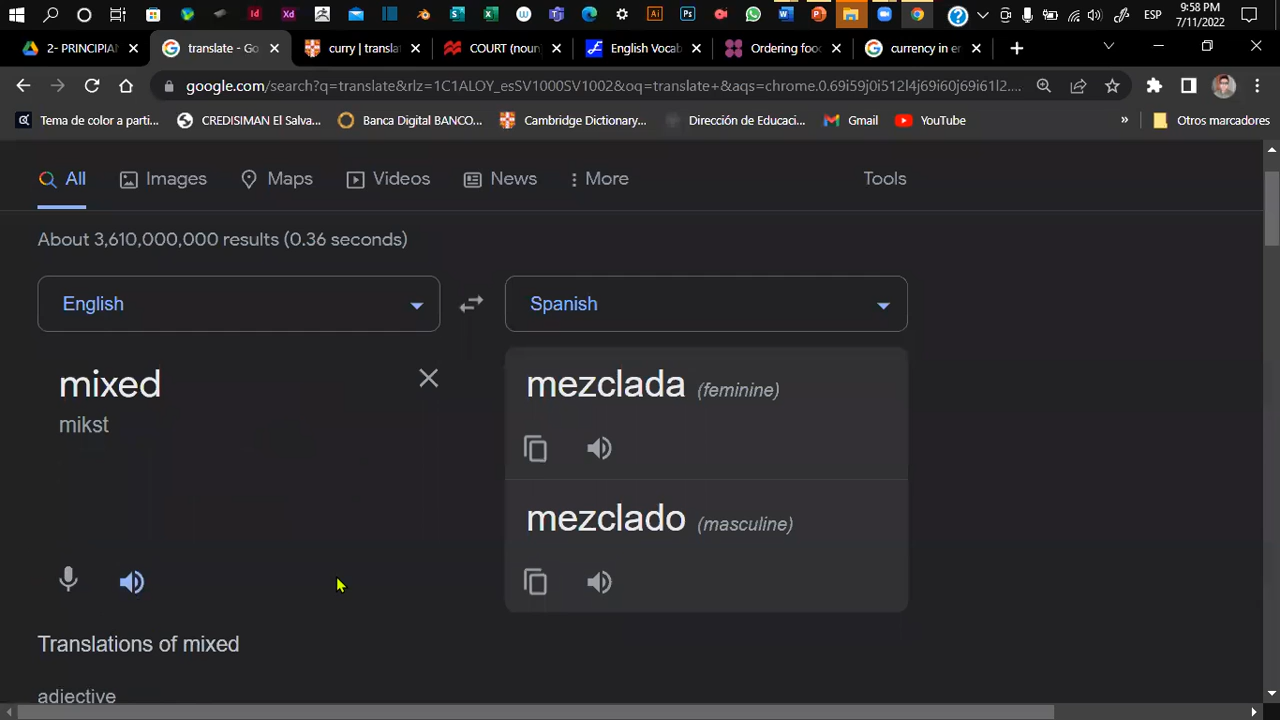 9:58 PM
ESP
7/11/2022
2- PRINCIPIAN
translate - Go
curry | transla
COURT (noun
English Vocab
Ordering food
currency in en
google.com/search?q=translate&rlz=1C1ALOY_esSV1000SV1002&oq=translate+&aqs=chrome.0.69i59j0i512l4j69i60j69i61l2....
Tema de color a parti...
CREDISIMAN El Salva...
Banca Digital BANCO...
Cambridge Dictionary...
Dirección de Educaci...
Gmail
YouTube
»
Otros marcadores
All
Images
Maps
Videos
News
More
Tools
About 3,610,000,000 results (0.36 seconds)
English
Spanish
mixed
mikst
mezclada (feminine)
mezclado (masculine)
Translations of mixed
adjective